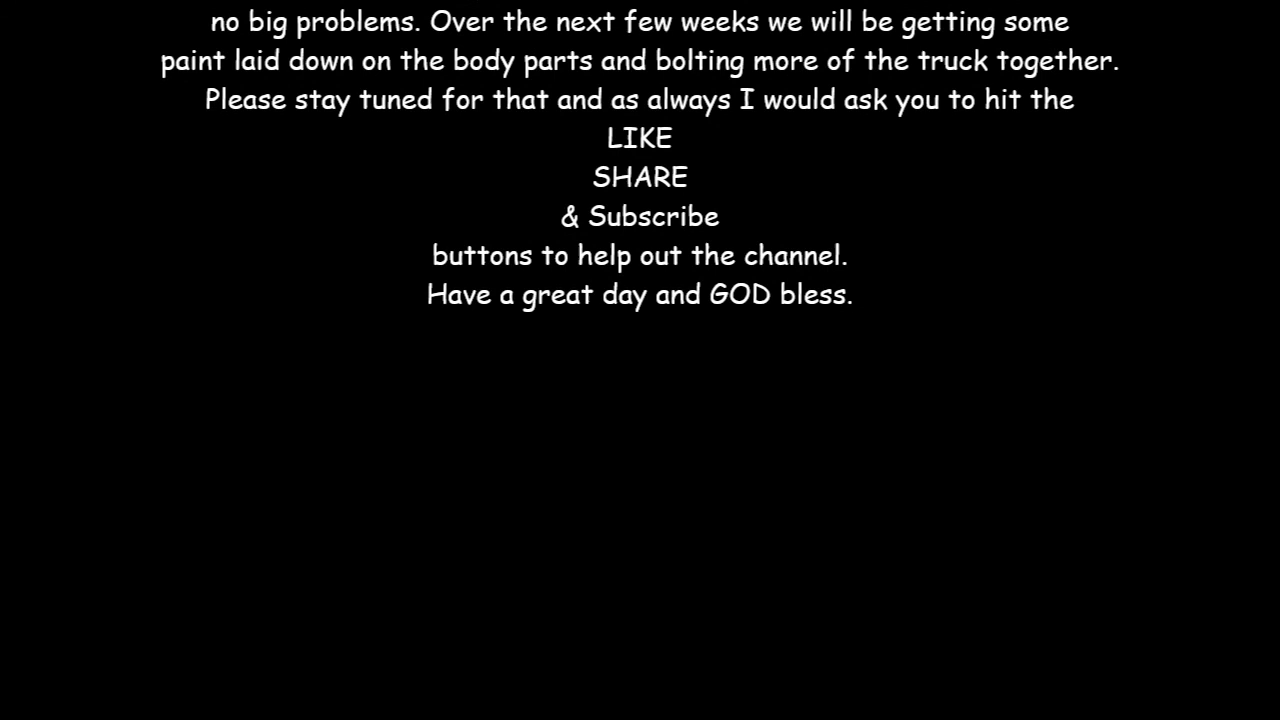 no big problems. Over the next few weeks we will be getting some
paint laid down on the body parts and bolting more of the truck together.
Please stay tuned for that and as always I would ask you to hit the
LIKE
SHARE
& Subscribe
buttons to help out the channel.
Have a great day and GOD bless.